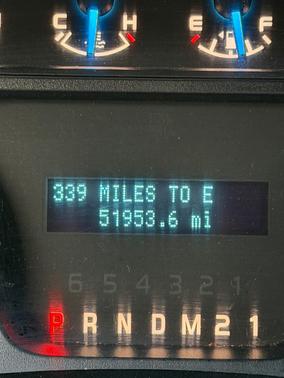 C H E F
339 MILES TO E
51953.6 mi
6 5 4 3 2 1
P R N D M 2 1